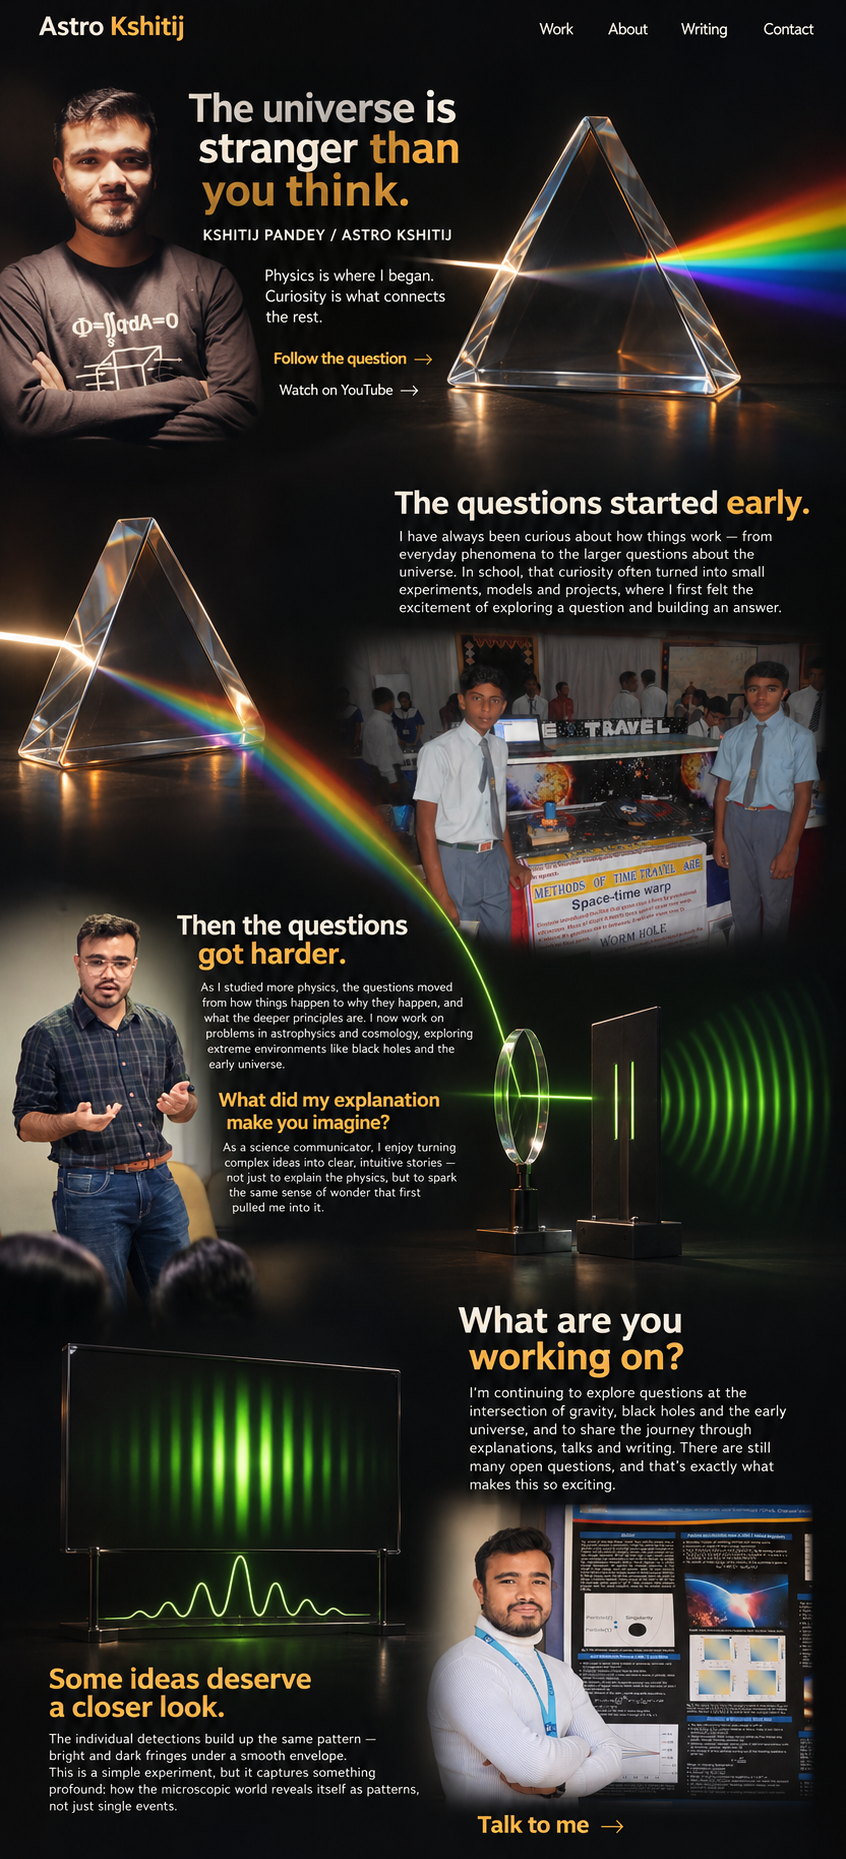 Astro Kshitij
Work About Writing Contact
The universe is
stranger than
you think.
KSHITIJ PANDEY / ASTRO KSHITIJ
Physics is where I began.
Curiosity is what connects
the rest.
Follow the question →
Watch on YouTube →
Φ=∫∫q·dA=0
S
The questions started early.
I have always been curious about how things work — from
everyday phenomena to the larger questions about the
universe. In school, that curiosity often turned into small
experiments, models and projects, where I first felt the
excitement of exploring a question and building an answer.
E TRAVEL
METHODS OF TIME TRAVEL ARE
Space-time warp
WORM HOLE
Then the questions
got harder.
As I studied more physics, the questions moved
from how things happen to why they happen, and
what the deeper principles are. I now work on
problems in astrophysics and cosmology, exploring
extreme environments like black holes and the
early universe.
What did my explanation
make you imagine?
As a science communicator, I enjoy turning
complex ideas into clear, intuitive stories —
not just to explain the physics, but to spark
the same sense of wonder that first
pulled me into it.
What are you
working on?
I'm continuing to explore questions at the
intersection of gravity, black holes and the early
universe, and to share the journey through
explanations, talks and writing. There are still
many open questions, and that's exactly what
makes this so exciting.
Singularity
Some ideas deserve
a closer look.
The individual detections build up the same pattern —
bright and dark fringes under a smooth envelope.
This is a simple experiment, but it captures something
profound: how the microscopic world reveals itself as patterns,
not just single events.
Talk to me →